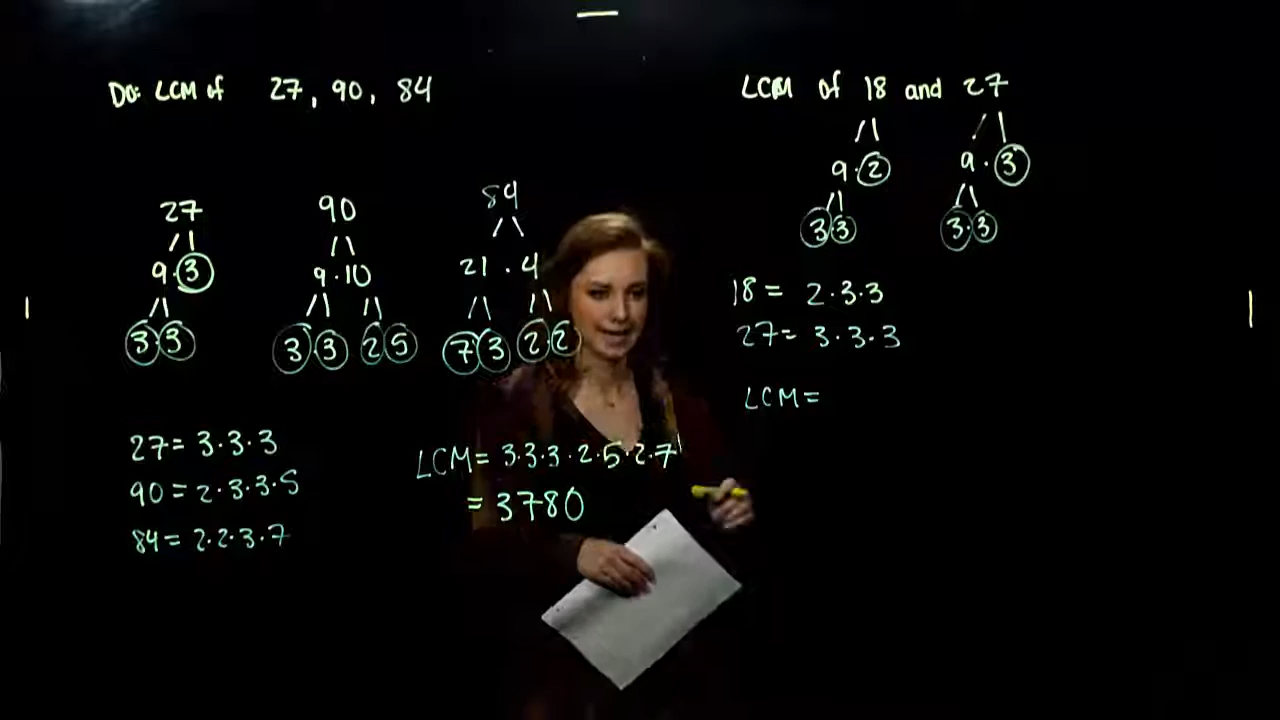 Do: LCM of 27, 90, 84
27 90 84
9·3 9·10 21·4
3·3 3·3 2·5 7·3 2·2
27= 3·3·3
90 = 2·3·3·5
84= 2·2·3·7
LCM= 3·3·3·2·5·2·7
= 3780
LCM of 18 and 27
9·2 9·3
3·3 3·3
18= 2·3·3
27= 3·3·3
LCM=